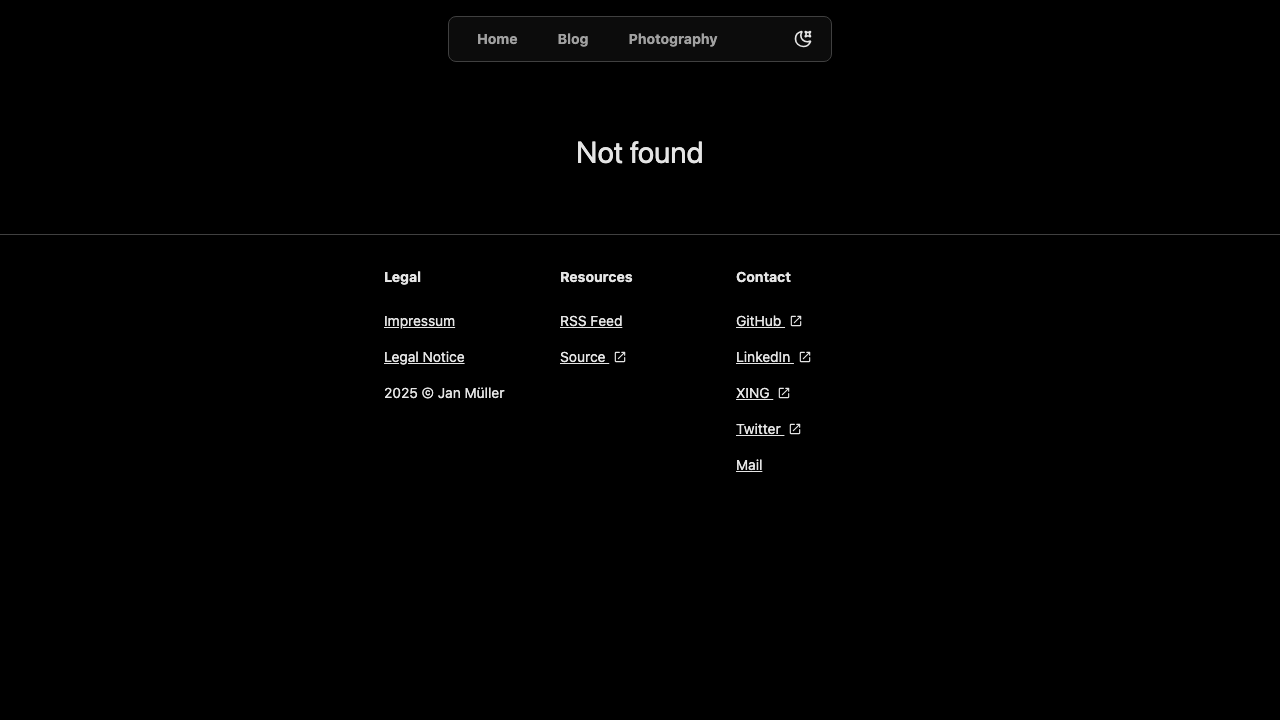 Home Blog Photography
Not found
Legal
Impressum
Legal Notice
2025 © Jan Müller
Resources
RSS Feed
Source
Contact
GitHub
LinkedIn
XING
Twitter
Mail